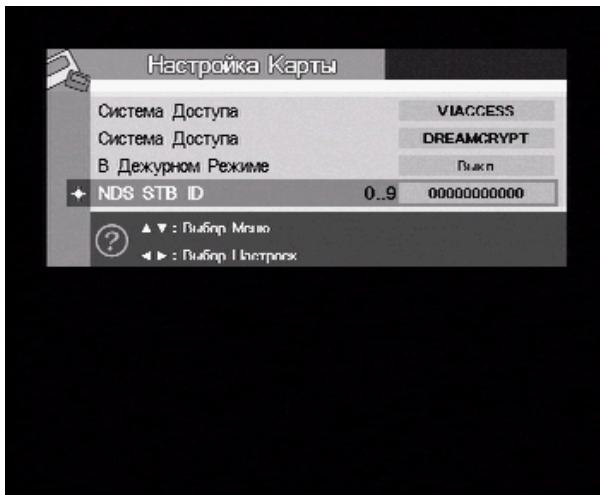 Настройка Карты
Система Доступа VIACCESS
Система Доступа DREAMCRYPT
В Дежурном Режиме Выкл
NDS STB ID 0..9 00000000000
? ▲ ▼ : Выбор Меню
◄ ► : Выбор Настроек